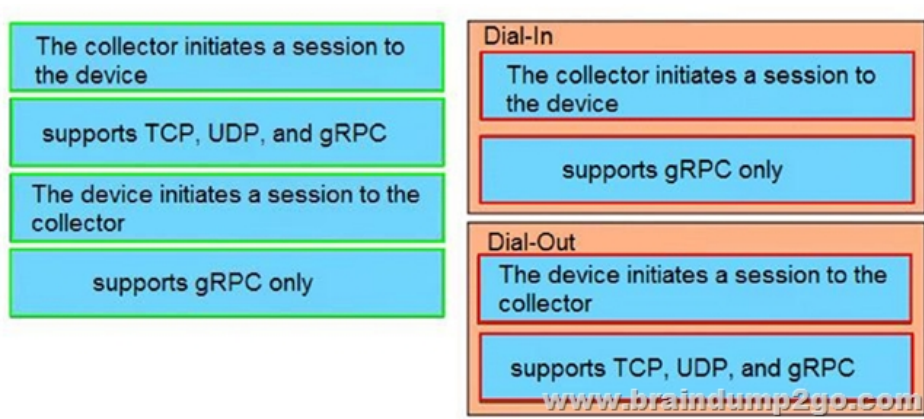 The collector initiates a session to
the device
supports TCP, UDP, and gRPC
The device initiates a session to the
collector
supports gRPC only
Dial-In
The collector initiates a session to
the device
supports gRPC only
Dial-Out
The device initiates a session to the
collector
supports TCP, UDP, and gRPC
www.braindump2go.com